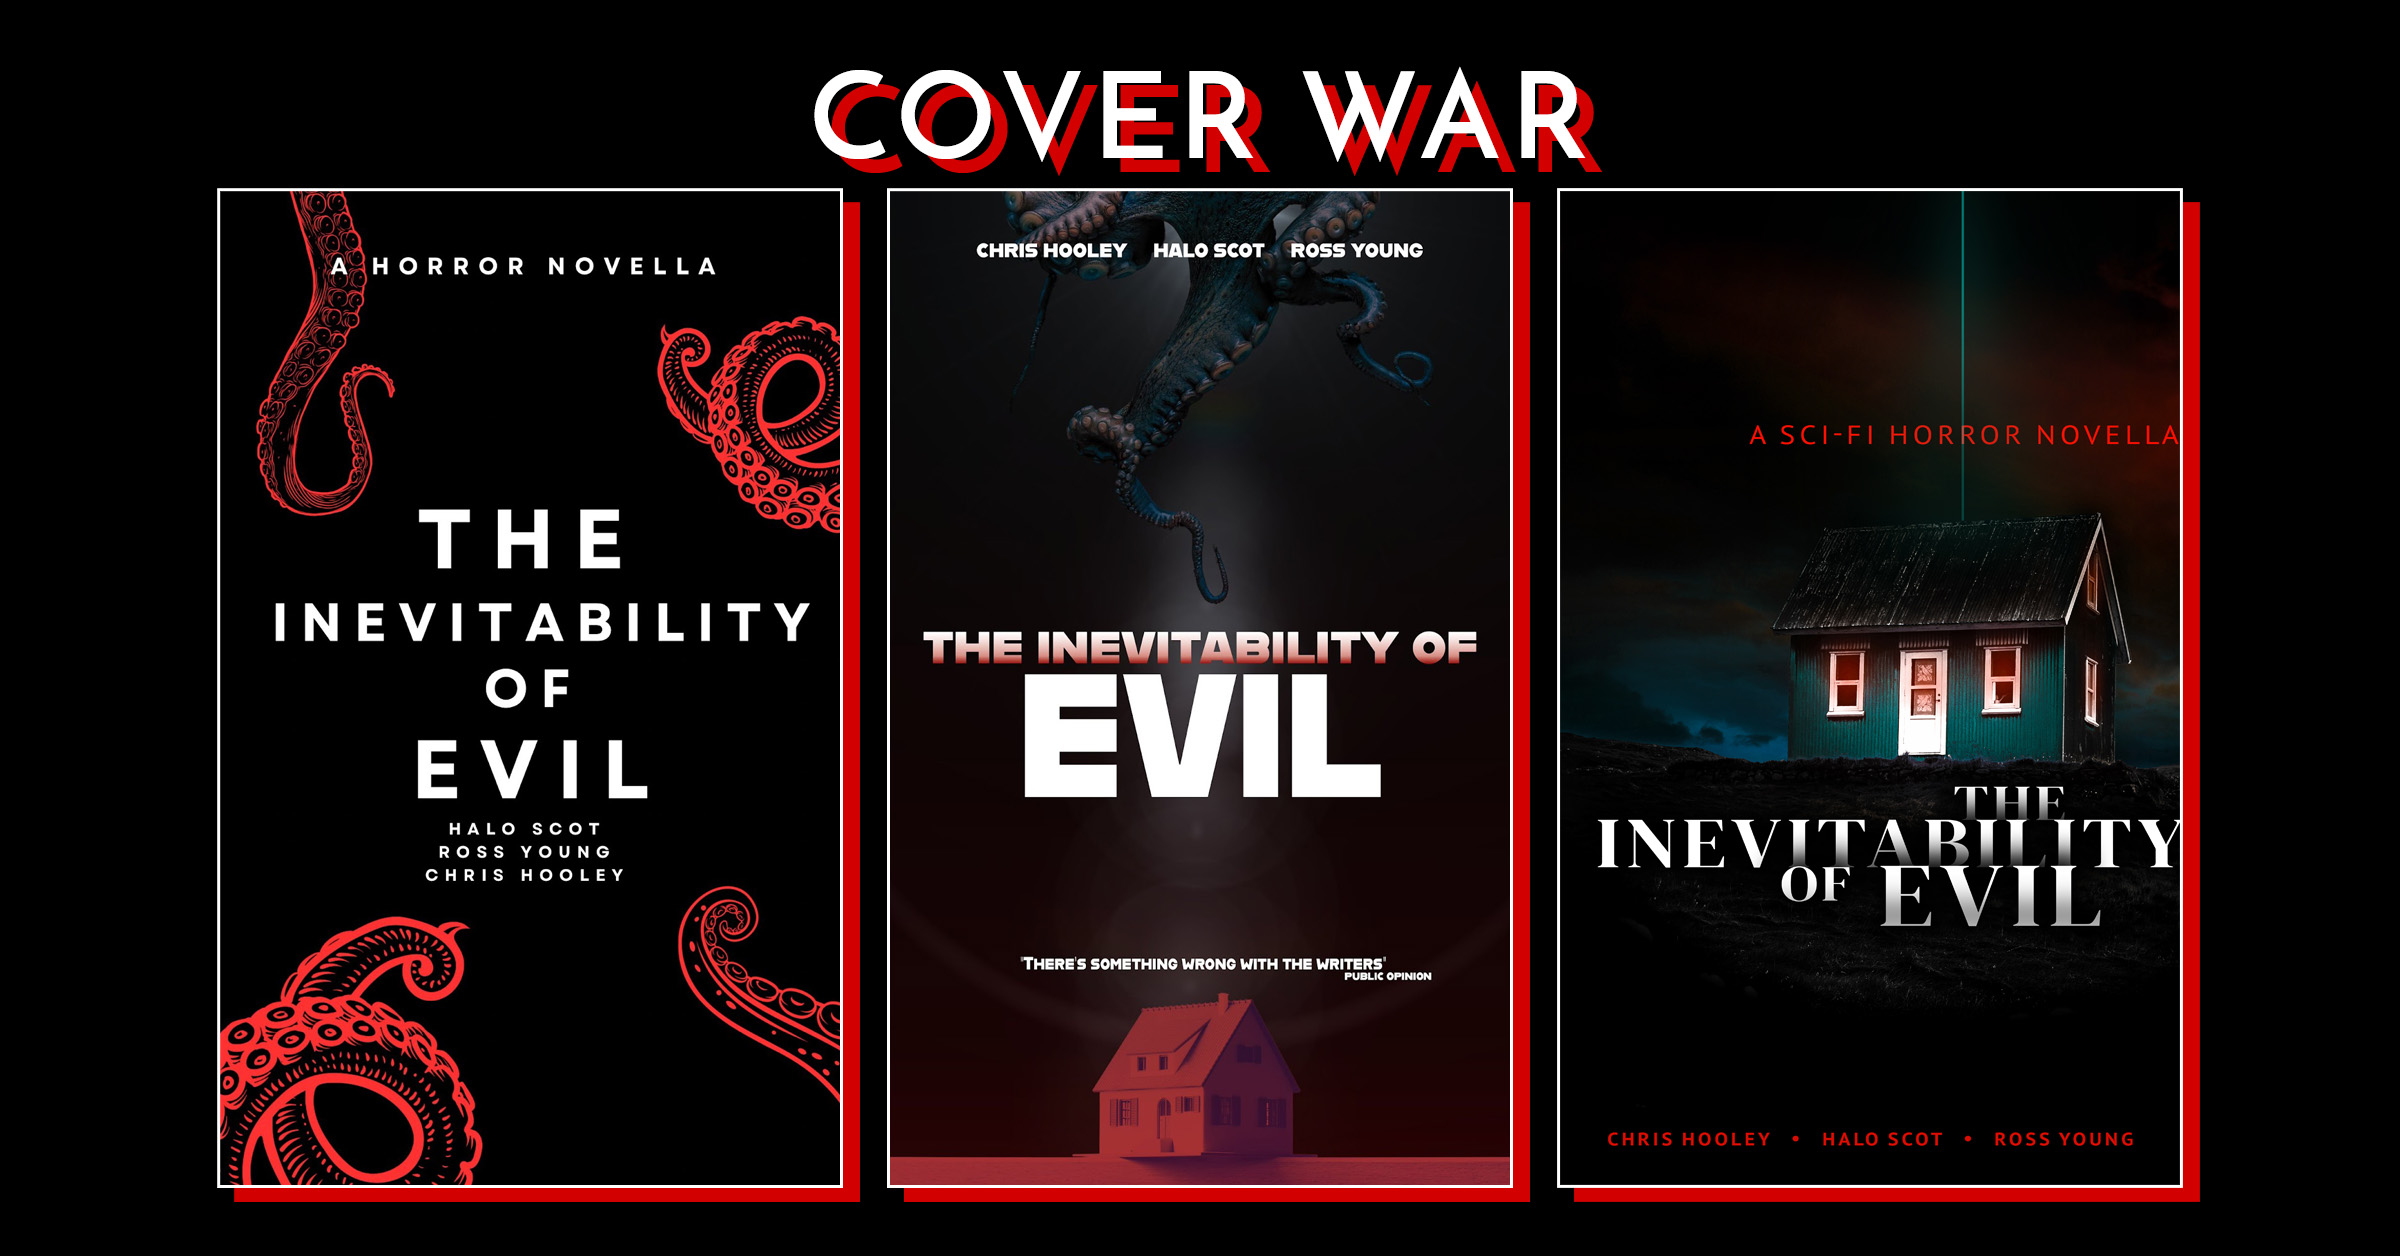 COVER WAR
A HORROR NOVELLA
THE
INEVITABILITY
OF
EVIL
HALO SCOT
ROSS YOUNG
CHRIS HOOLEY
CHRIS HOOLEY HALO SCOT ROSS YOUNG
THE INEVITABILITY OF
EVIL
"THERE'S SOMETHING WRONG WITH THE WRITERS"
PUBLIC OPINION
A SCI-FI HORROR NOVELLA
THE
INEVITABILITY
OF EVIL
CHRIS HOOLEY • HALO SCOT • ROSS YOUNG